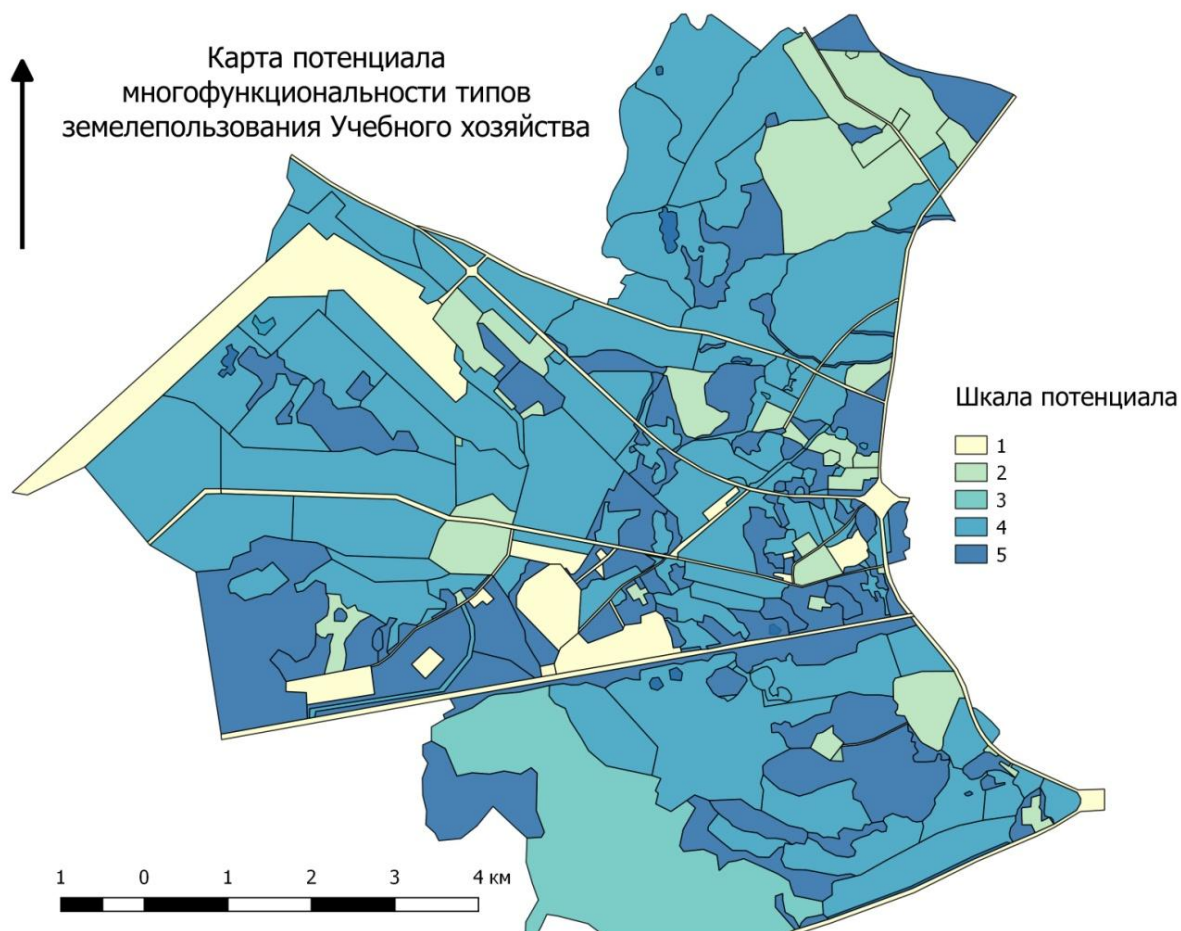 Карта потенциала
многофункциональности типов
земелепользования Учебного хозяйства
Шкала потенциала
1
2
3
4
5
1 0 1 2 3 4 км